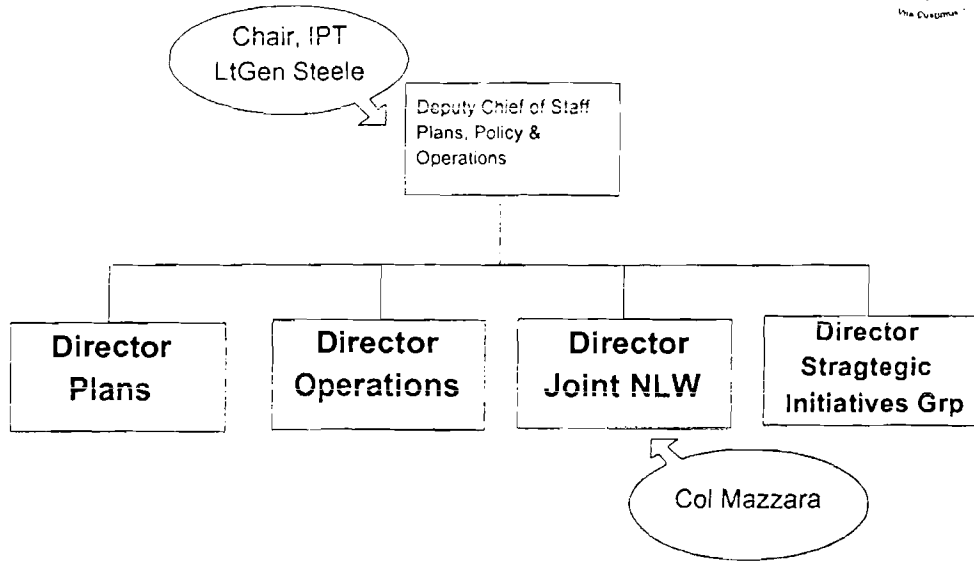 Chair, IPT
LtGen Steele
Deputy Chief of Staff
Plans, Policy &
Operations
Director
Plans
Director
Operations
Director
Joint NLW
Director
Stragtegic
Initiatives Grp
Col Mazzara